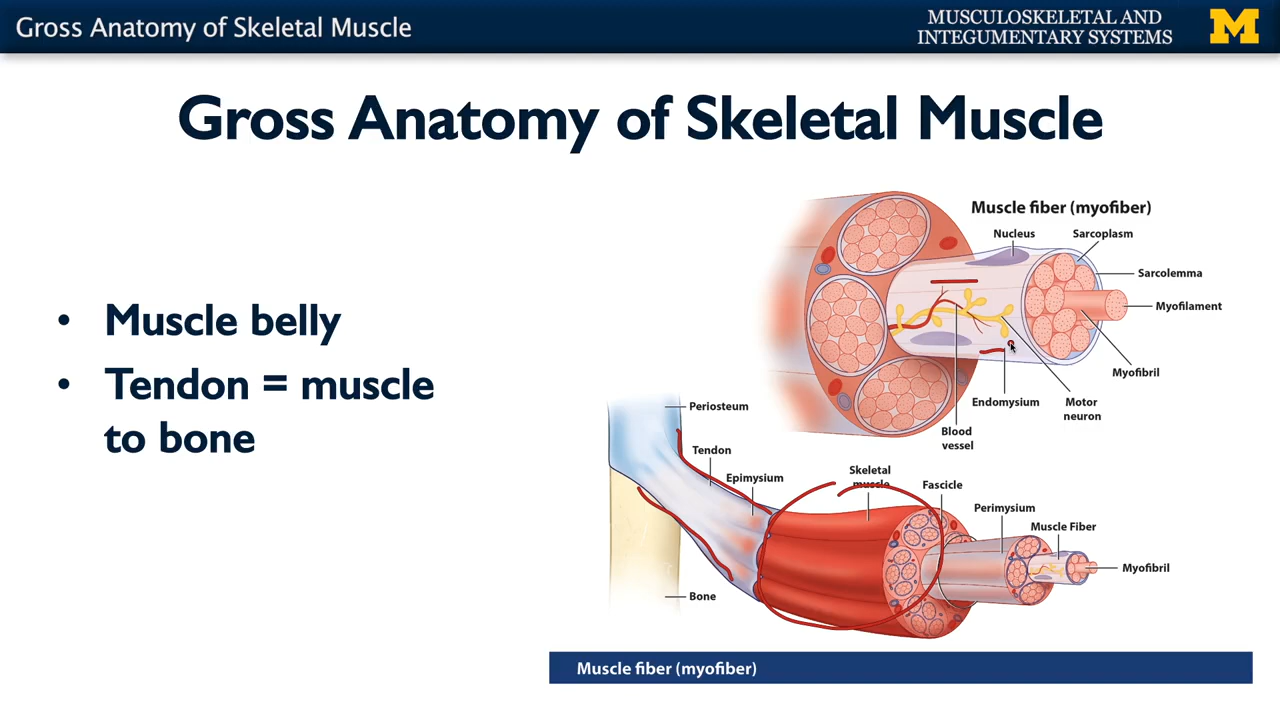 Gross Anatomy of Skeletal Muscle
MUSCULOSKELETAL AND
INTEGUMENTARY SYSTEMS
M
Gross Anatomy of Skeletal Muscle
• Muscle belly
• Tendon = muscle
to bone
Muscle fiber (myofiber)
Nucleus
Sarcoplasm
Sarcolemma
Myofilament
Myofibril
Endomysium
Motor
neuron
Blood
vessel
Periosteum
Tendon
Epimysium
Skeletal
muscle
Fascicle
Perimysium
Muscle Fiber
Myofibril
Bone
Muscle fiber (myofiber)